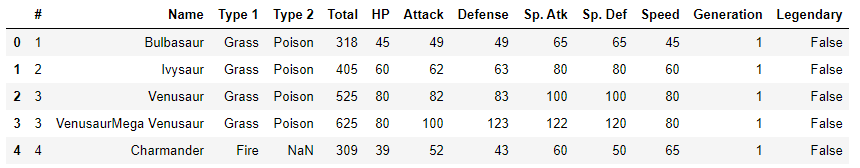 # Name Type 1 Type 2 Total HP Attack Defense Sp. Atk Sp. Def Speed Generation Legendary
0 1 Bulbasaur Grass Poison 318 45 49 49 65 65 45 1 False
1 2 Ivysaur Grass Poison 405 60 62 63 80 80 60 1 False
2 3 Venusaur Grass Poison 525 80 82 83 100 100 80 1 False
3 3 VenusaurMega Venusaur Grass Poison 625 80 100 123 122 120 80 1 False
4 4 Charmander Fire NaN 309 39 52 43 60 50 65 1 False